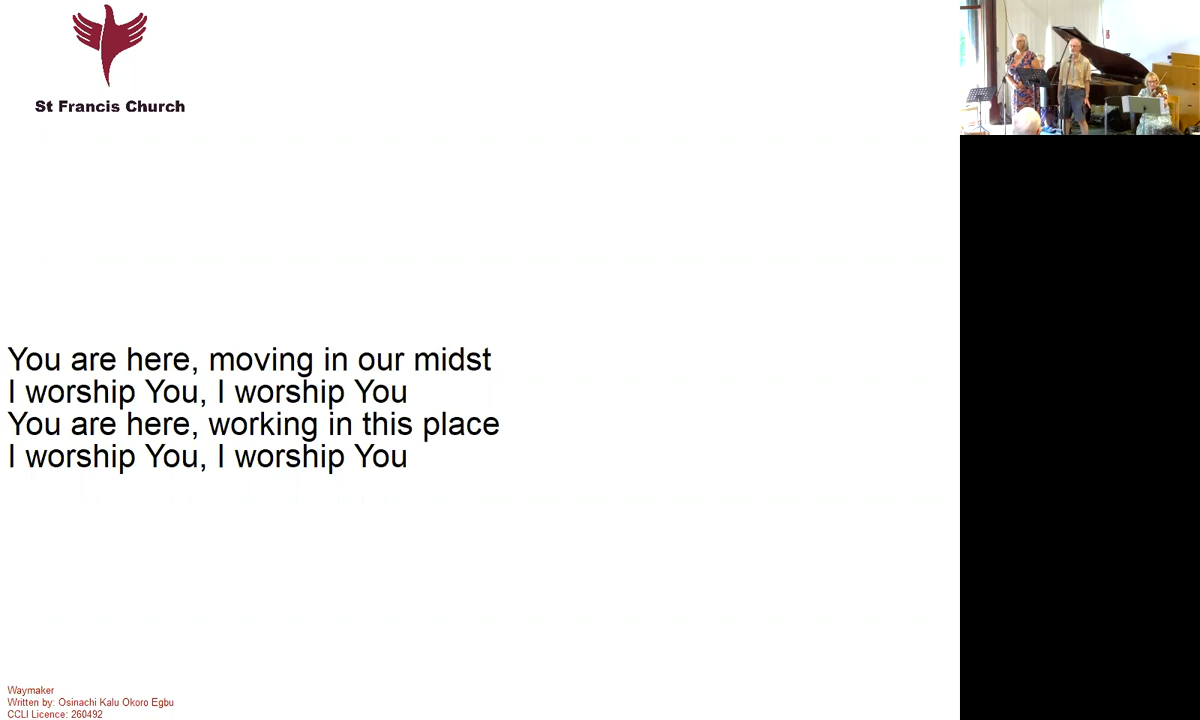 St Francis Church
You are here, moving in our midst
I worship You, I worship You
You are here, working in this place
I worship You, I worship You
Waymaker
Written by: Osinachi Kalu Okoro Egbu
CCLI Licence: 260492